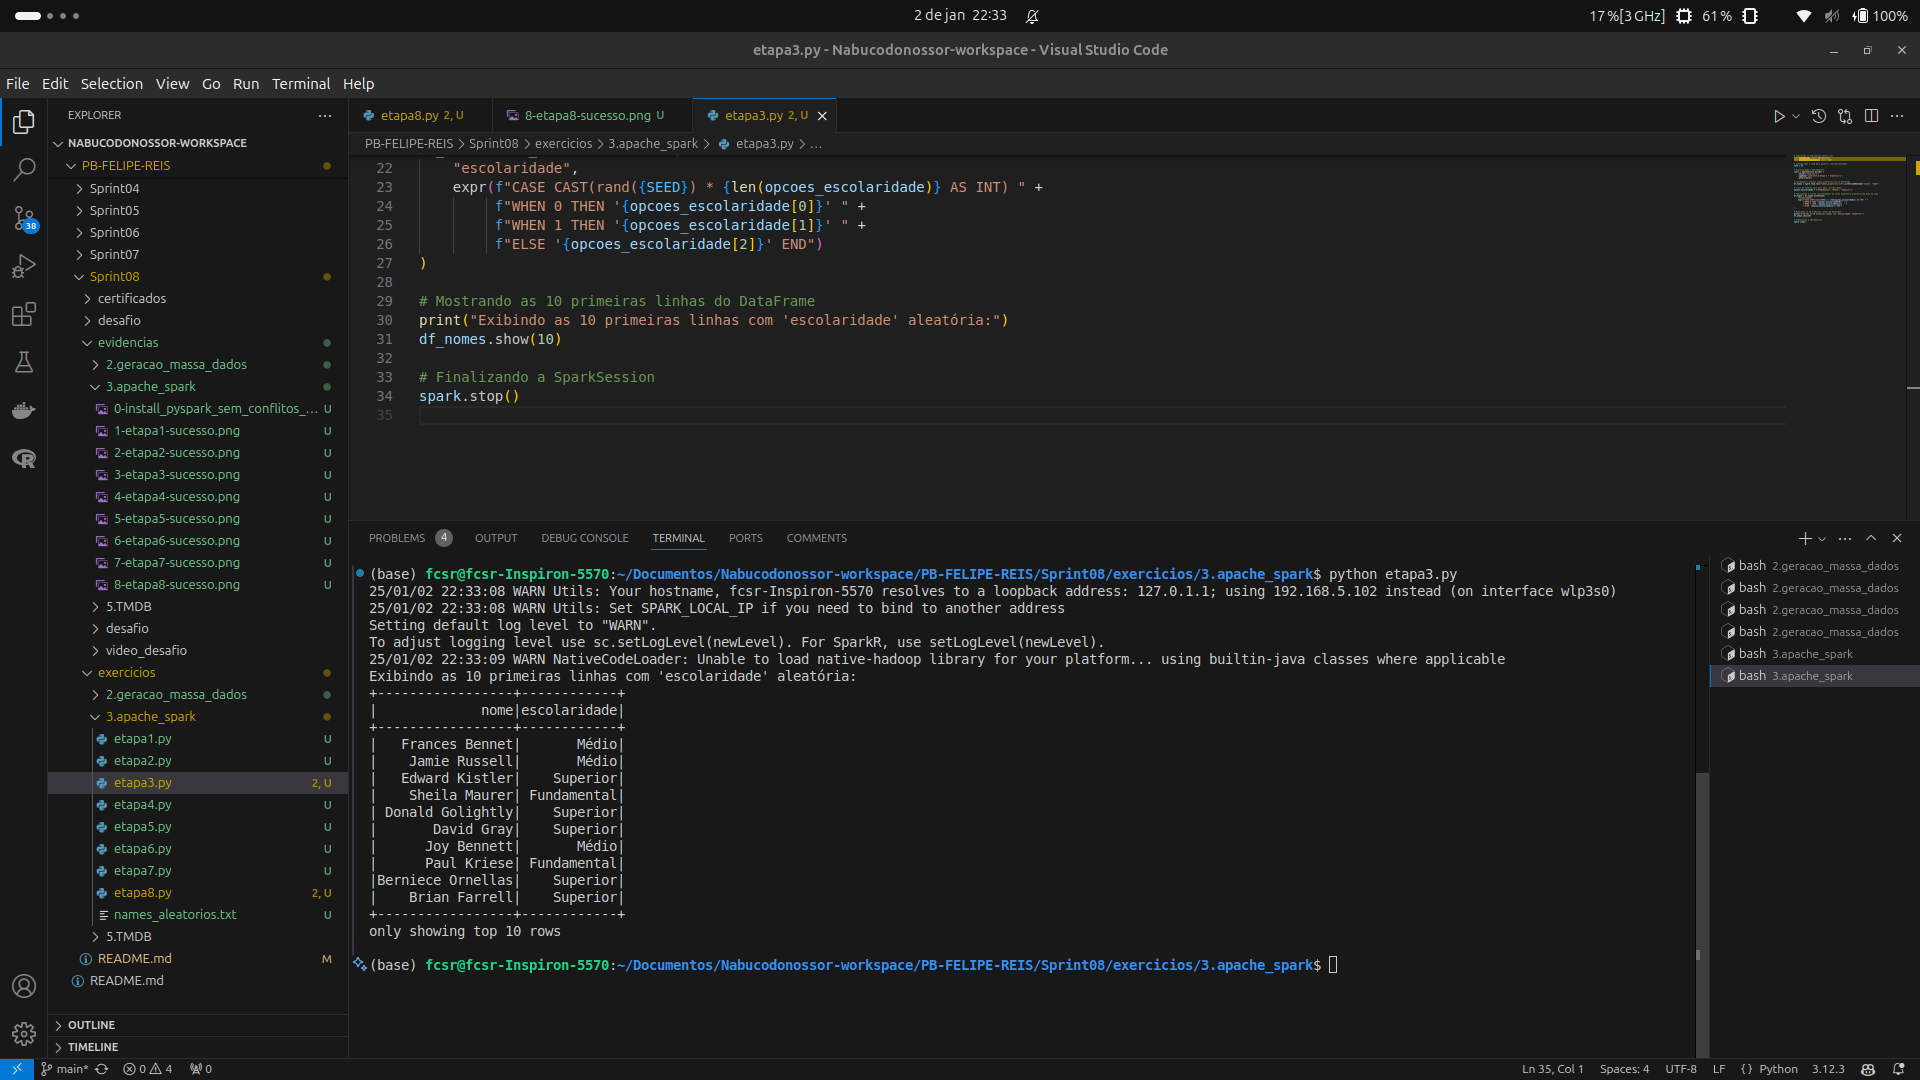 2 de jan 22:33
17 %[3 GHz] 61 % 100%
etapa3.py - Nabucodonossor-workspace - Visual Studio Code
File Edit Selection View Go Run Terminal Help
EXPLORER
NABUCODONOSSOR-WORKSPACE
PB-FELIPE-REIS
Sprint04
Sprint05
Sprint06
Sprint07
Sprint08
certificados
desafio
evidencias
2.geracao_massa_dados
3.apache_spark
0-install_pyspark_sem_conflitos_... U
1-etapa1-sucesso.png U
2-etapa2-sucesso.png U
3-etapa3-sucesso.png U
4-etapa4-sucesso.png U
5-etapa5-sucesso.png U
6-etapa6-sucesso.png U
7-etapa7-sucesso.png U
8-etapa8-sucesso.png U
5.TMDB
desafio
video_desafio
exercicios
2.geracao_massa_dados
3.apache_spark
etapa1.py U
etapa2.py U
etapa3.py 2, U
etapa4.py U
etapa5.py U
etapa6.py U
etapa7.py U
etapa8.py 2, U
names_aleatorios.txt U
5.TMDB
README.md M
README.md
OUTLINE
TIMELINE
38
etapa8.py 2, U
8-etapa8-sucesso.png U
etapa3.py 2, U
PB-FELIPE-REIS > Sprint08 > exercicios > 3.apache_spark > etapa3.py > ...
22 "escolaridade",
23 expr(f"CASE CAST(rand({SEED}) * {len(opcoes_escolaridade)} AS INT) " +
24 f"WHEN 0 THEN '{opcoes_escolaridade[0]}' " +
25 f"WHEN 1 THEN '{opcoes_escolaridade[1]}' " +
26 f"ELSE '{opcoes_escolaridade[2]}' END")
27 )
28
29 # Mostrando as 10 primeiras linhas do DataFrame
30 print("Exibindo as 10 primeiras linhas com 'escolaridade' aleatória:")
31 df_nomes.show(10)
32
33 # Finalizando a SparkSession
34 spark.stop()
35
PROBLEMS 4 OUTPUT DEBUG CONSOLE TERMINAL PORTS COMMENTS
(base) fcsr@fcsr-Inspiron-5570:~/Documentos/Nabucodonossor-workspace/PB-FELIPE-REIS/Sprint08/exercicios/3.apache_spark$ python etapa3.py
25/01/02 22:33:08 WARN Utils: Your hostname, fcsr-Inspiron-5570 resolves to a loopback address: 127.0.1.1; using 192.168.5.102 instead (on interface wlp3s0)
25/01/02 22:33:08 WARN Utils: Set SPARK_LOCAL_IP if you need to bind to another address
Setting default log level to "WARN".
To adjust logging level use sc.setLogLevel(newLevel). For SparkR, use setLogLevel(newLevel).
25/01/02 22:33:09 WARN NativeCodeLoader: Unable to load native-hadoop library for your platform... using builtin-java classes where applicable
Exibindo as 10 primeiras linhas com 'escolaridade' aleatória:
+-----------------+------------+
|             nome|escolaridade|
+-----------------+------------+
|   Frances Bennet|       Médio|
|    Jamie Russell|       Médio|
|   Edward Kistler|    Superior|
|    Sheila Maurer| Fundamental|
| Donald Golightly|    Superior|
|       David Gray|    Superior|
|      Joy Bennett|       Médio|
|      Paul Kriese| Fundamental|
|Berniece Ornellas|    Superior|
|    Brian Farrell|    Superior|
+-----------------+------------+
only showing top 10 rows
(base) fcsr@fcsr-Inspiron-5570:~/Documentos/Nabucodonossor-workspace/PB-FELIPE-REIS/Sprint08/exercicios/3.apache_spark$
bash 2.geracao_massa_dados
bash 2.geracao_massa_dados
bash 2.geracao_massa_dados
bash 2.geracao_massa_dados
bash 3.apache_spark
bash 3.apache_spark
main* 0 4 0
Ln 35, Col 1 Spaces: 4 UTF-8 LF {} Python 3.12.3